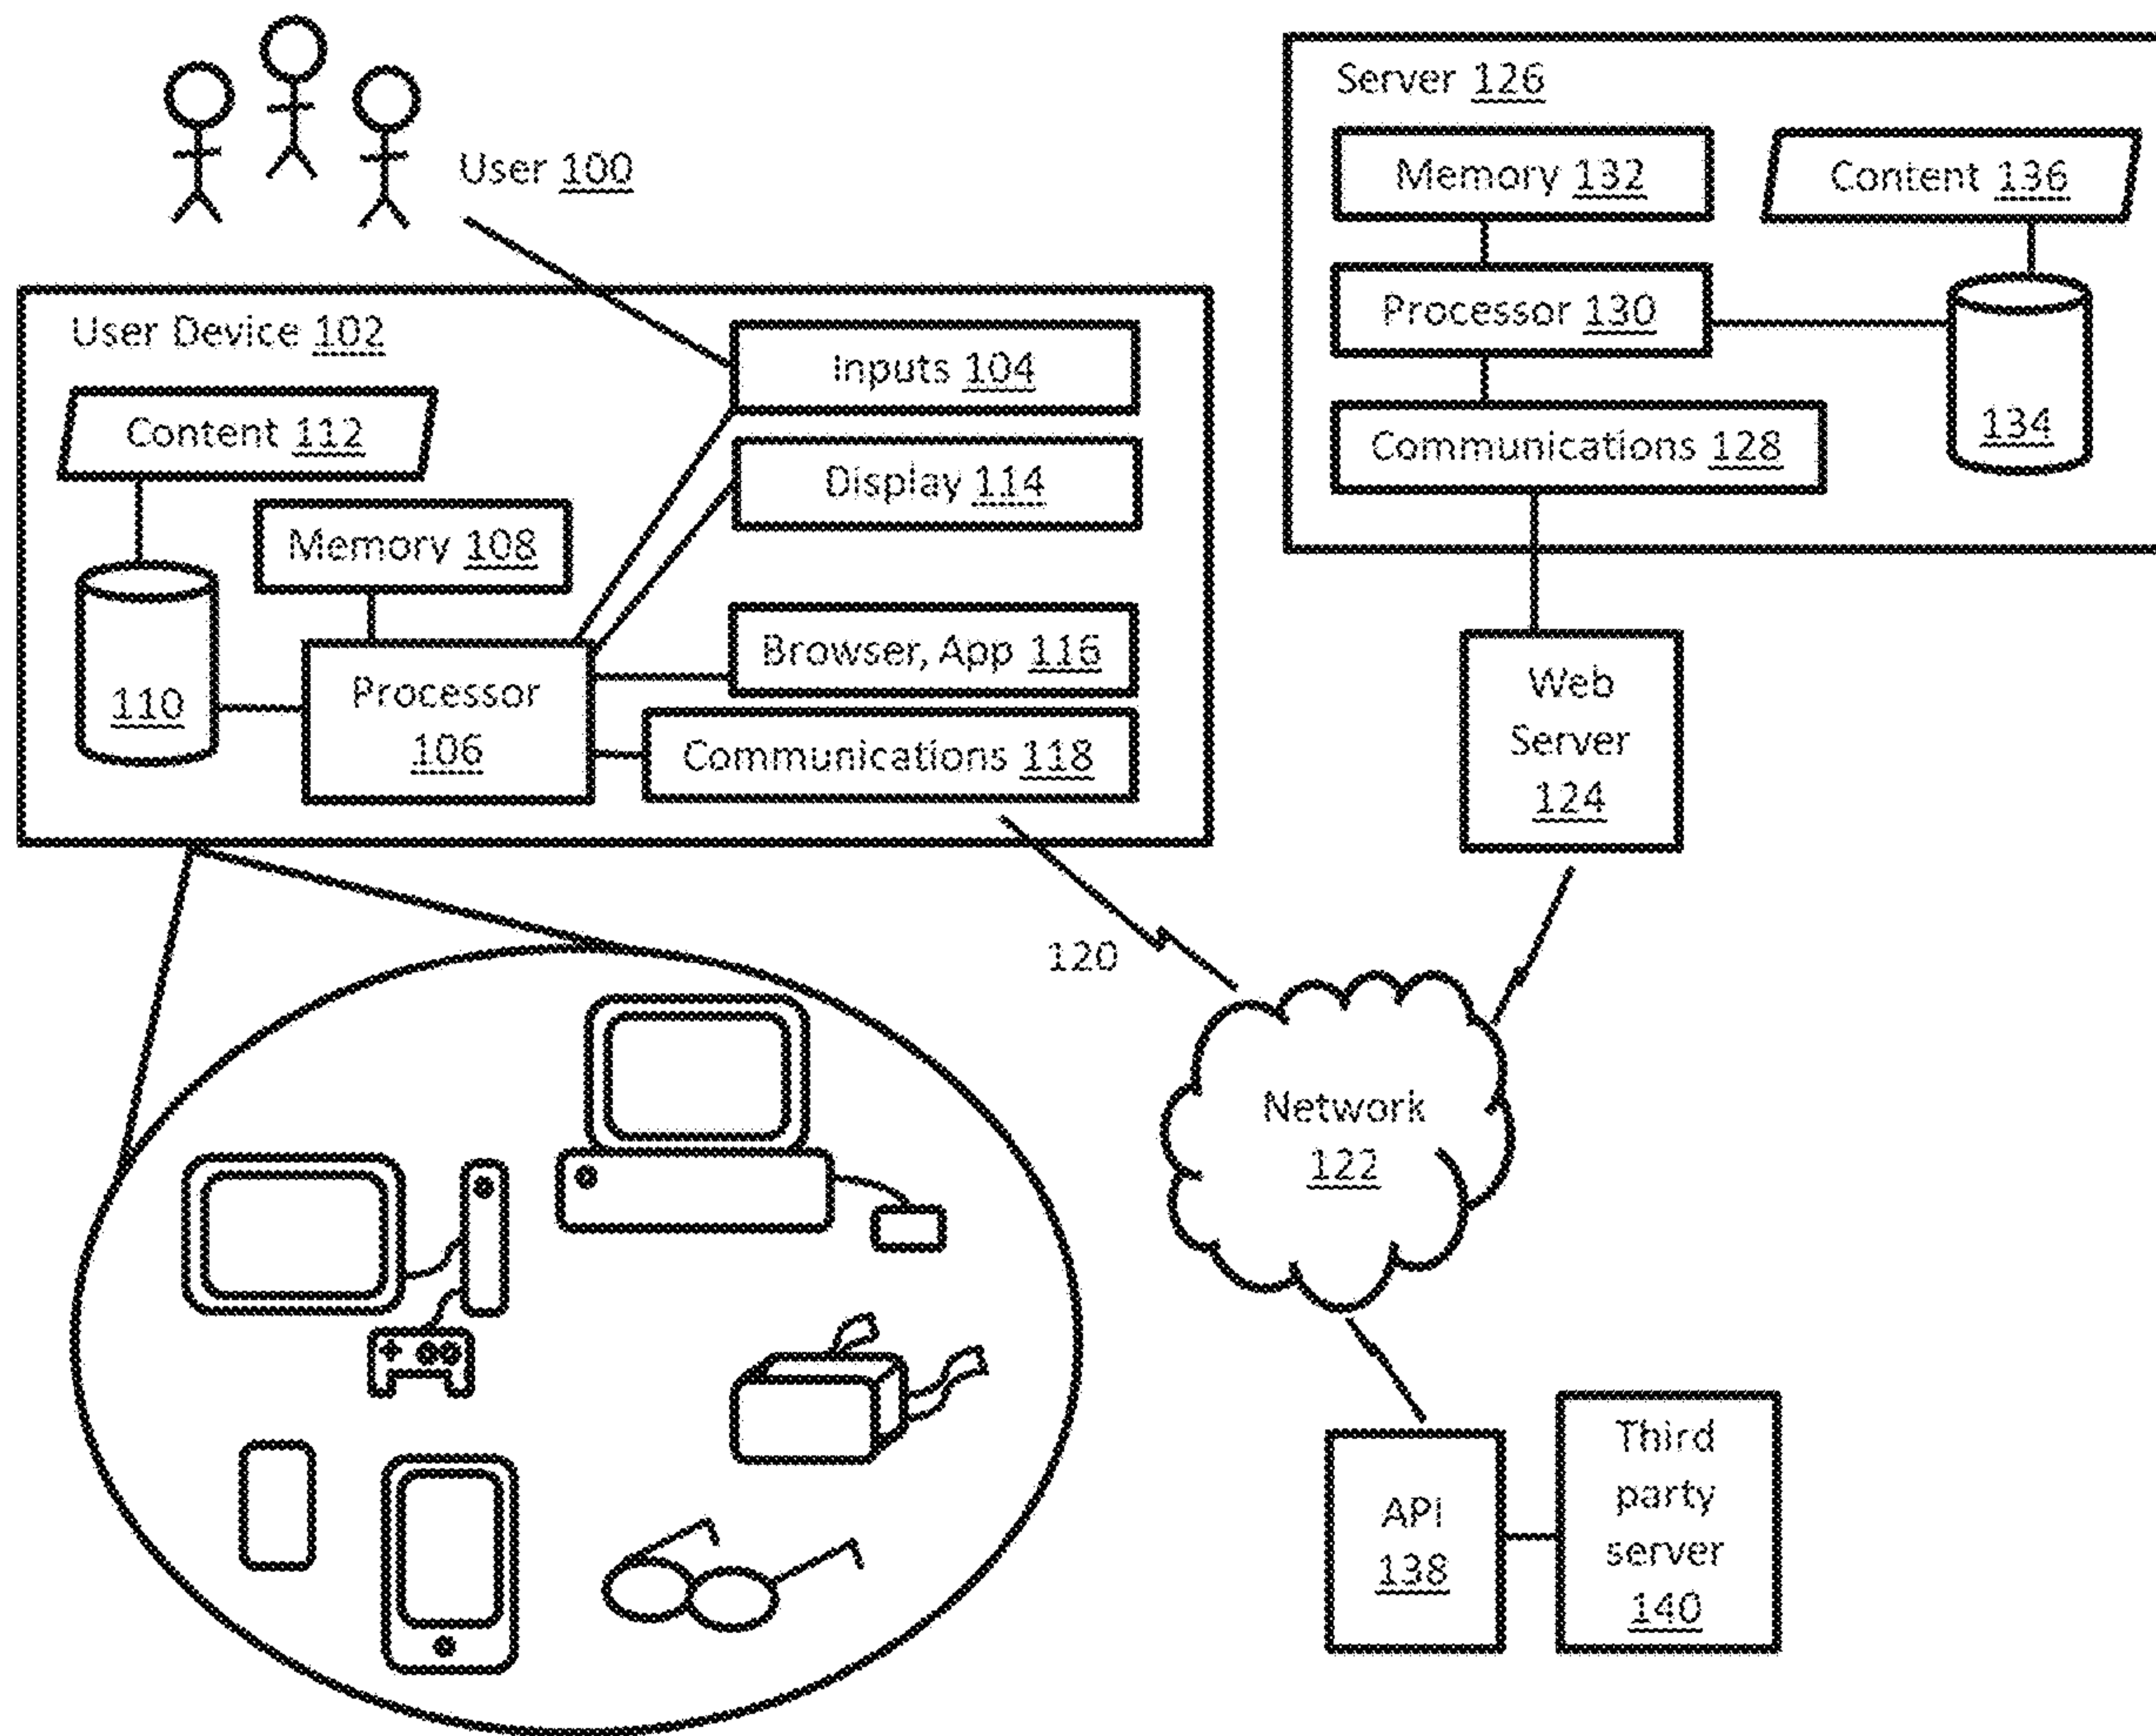 User 100
User Device 102
Inputs 104
Content 112
Display 114
Memory 108
Browser, App 116
110
Processor
106
Communications 118
Server 126
Memory 132
Content 136
Processor 130
134
Communications 128
Web
Server
124
120
Network
122
API
138
Third
party
server
140